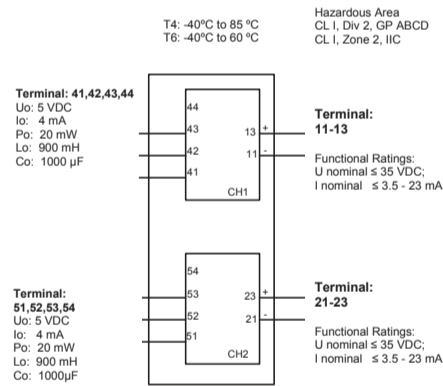 T4: -40ºC to 85 ºC
T6: -40ºC to 60 ºC
Hazardous Area
CL I, Div 2, GP ABCD
CL I, Zone 2, IIC
Terminal: 41,42,43,44
Uo: 5 VDC
Io: 4 mA
Po: 20 mW
Lo: 900 mH
Co: 1000 µF
44
43
42
41
13 +
11 -
CH1
Terminal:
11-13
Functional Ratings:
U nominal ≤ 35 VDC;
I nominal ≤ 3.5 - 23 mA
Terminal:
51,52,53,54
Uo: 5 VDC
Io: 4 mA
Po: 20 mW
Lo: 900 mH
Co: 1000µF
54
53
52
51
23 +
21 -
CH2
Terminal:
21-23
Functional Ratings:
U nominal ≤ 35 VDC;
I nominal ≤ 3.5 - 23 mA